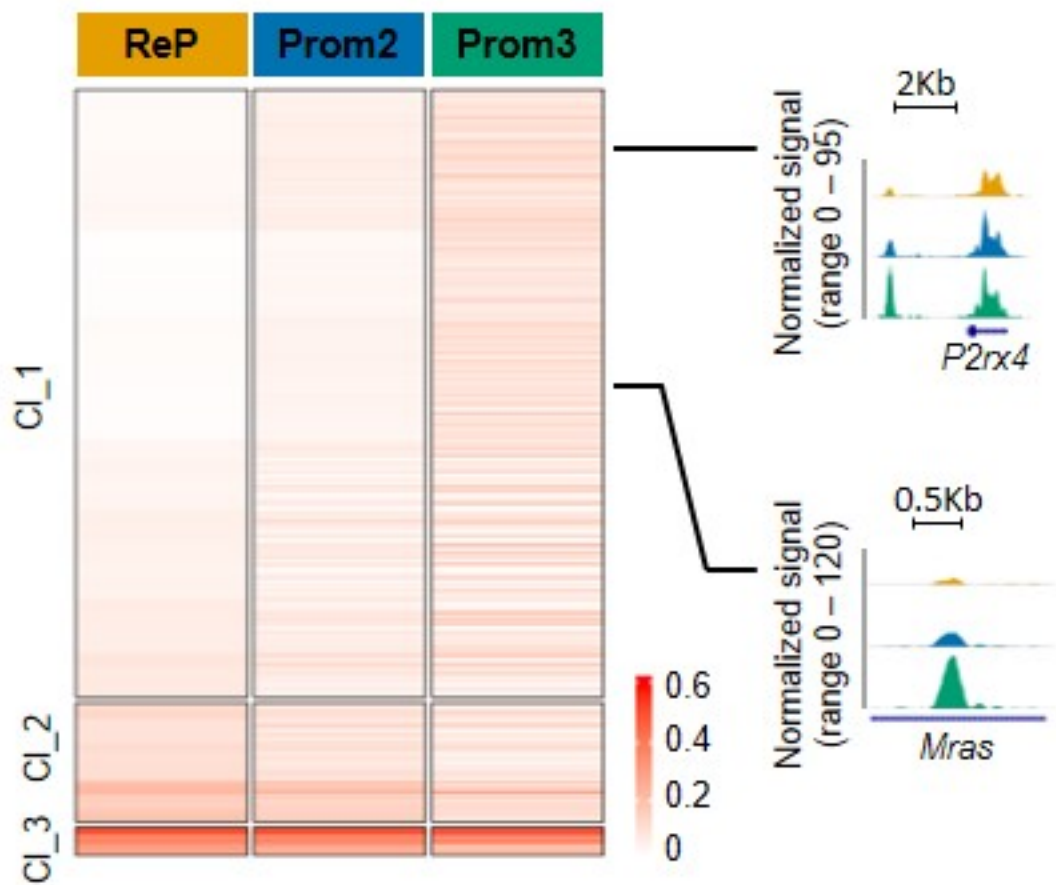 ReP Prom2 Prom3
Cl_1
Cl_2
Cl_3
0.6
0.4
0.2
0
Normalized signal
(range 0 – 95)
2Kb
P2rx4
Normalized signal
(range 0 – 120)
0.5Kb
Mras